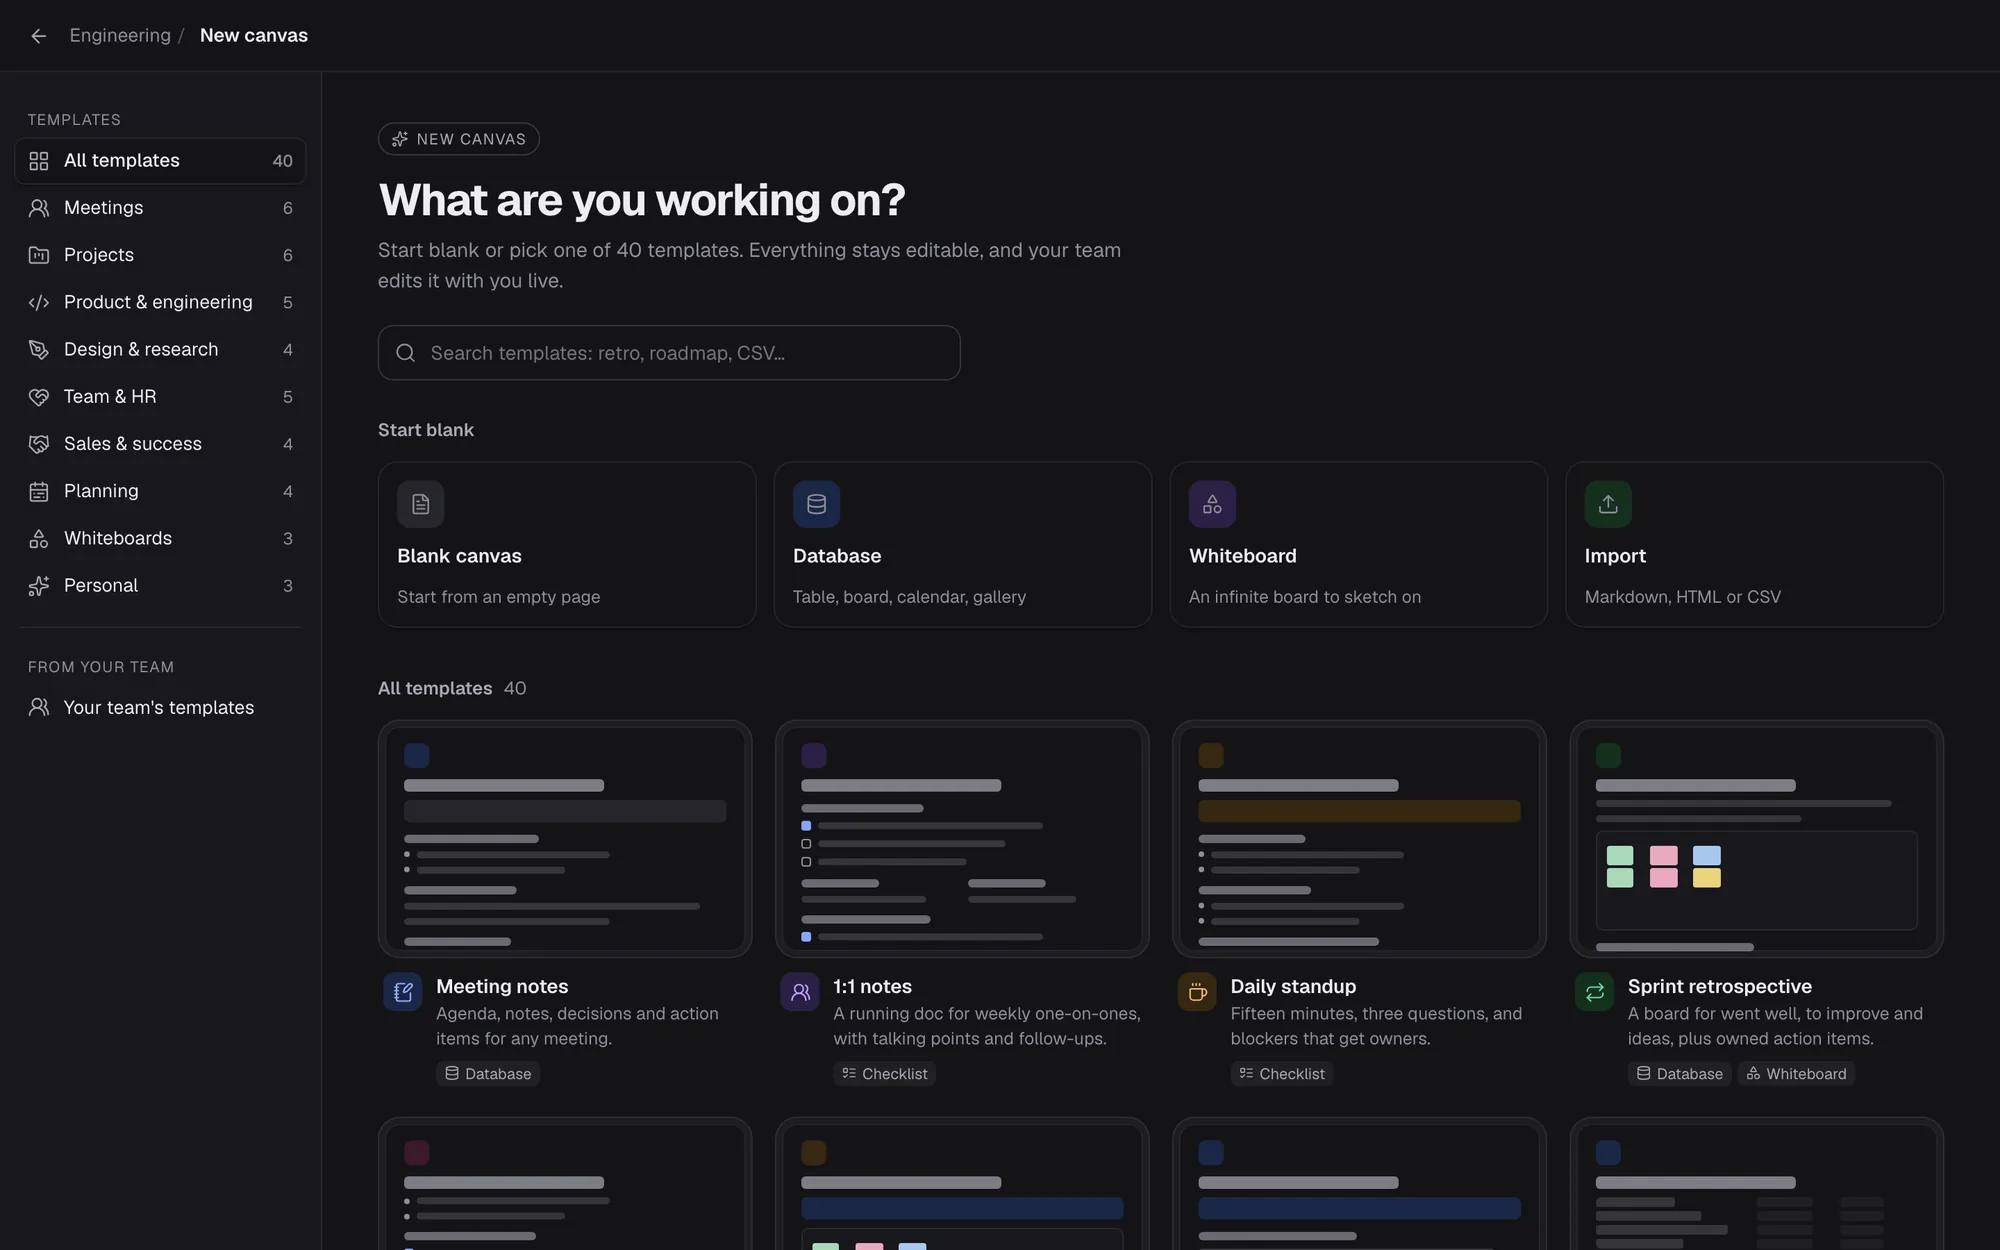 Engineering / New canvas
TEMPLATES
All templates 40
Meetings 6
Projects 6
Product & engineering 5
Design & research 4
Team & HR 5
Sales & success 4
Planning 4
Whiteboards 3
Personal 3
FROM YOUR TEAM
Your team's templates
NEW CANVAS
What are you working on?
Start blank or pick one of 40 templates. Everything stays editable, and your team
edits it with you live.
Search templates: retro, roadmap, CSV...
Start blank
Blank canvas
Start from an empty page
Database
Table, board, calendar, gallery
Whiteboard
An infinite board to sketch on
Import
Markdown, HTML or CSV
All templates 40
Meeting notes
Agenda, notes, decisions and action
items for any meeting.
Database
1:1 notes
A running doc for weekly one-on-ones,
with talking points and follow-ups.
Checklist
Daily standup
Fifteen minutes, three questions, and
blockers that get owners.
Checklist
Sprint retrospective
A board for went well, to improve and
ideas, plus owned action items.
Database Whiteboard